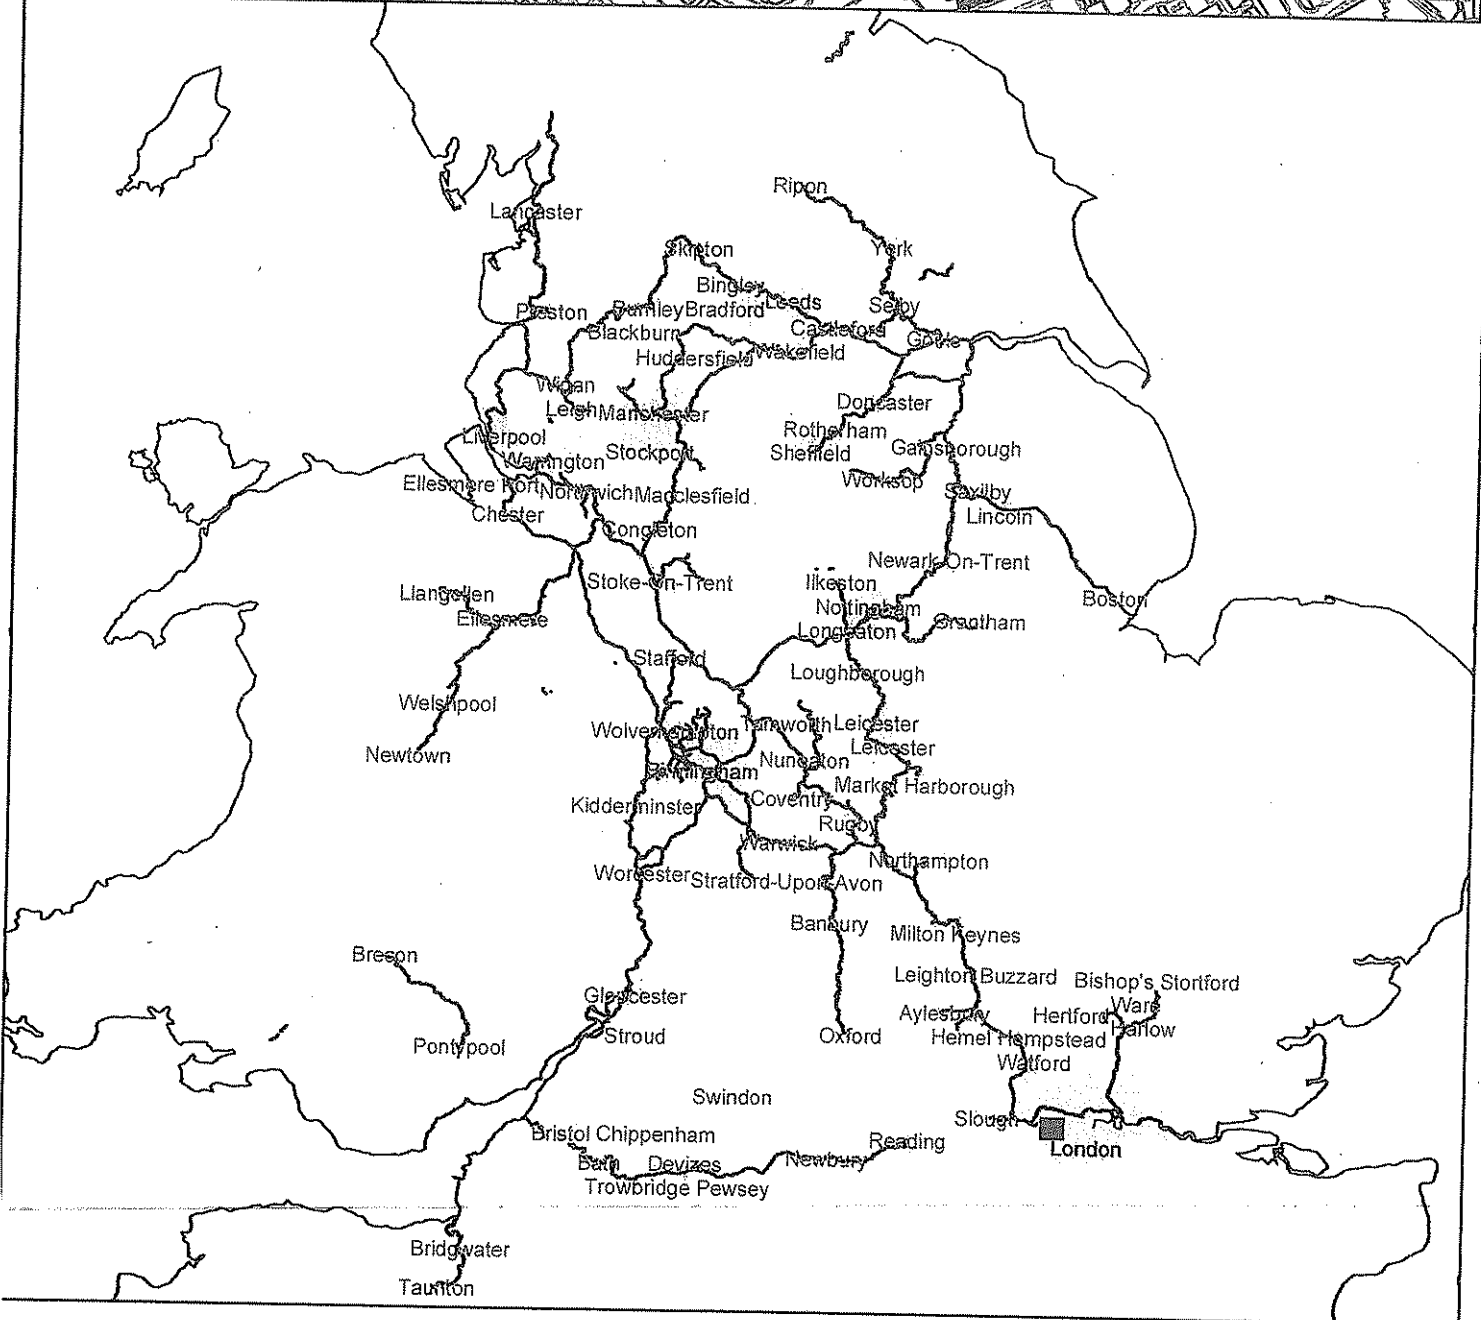 Ripon
Lancaster
York
Skipton
Bingley
Leeds
Selby
Preston
Burnley
Bradford
Castleford
Blackburn
Goole
Huddersfield
Wakefield
Wigan
Leigh
Manchester
Doncaster
Rotherham
Liverpool
Gainsborough
Sheffield
Stockport
Warrington
Worksop
Ellesmere Port
Northwich
Macclesfield
Saxilby
Chester
Lincoln
Congleton
Newark-On-Trent
Stoke-On-Trent
Ilkeston
Llangollen
Boston
Nottingham
Ellesmere
Grantham
Long Eaton
Stafford
Loughborough
Welshpool
Tamworth
Leicester
Wolverhampton
Leicester
Newtown
Nuneaton
Birmingham
Market Harborough
Coventry
Kidderminster
Rugby
Warwick
Northampton
Worcester
Stratford-Upon-Avon
Banbury
Milton Keynes
Brecon
Leighton Buzzard
Bishop's Stortford
Gloucester
Ware
Aylesbury
Hertford
Harlow
Stroud
Oxford
Hemel Hempstead
Pontypool
Watford
Swindon
Slough
Bristol
Chippenham
Reading
London
Bath
Devizes
Newbury
Trowbridge
Pewsey
Bridgwater
Taunton